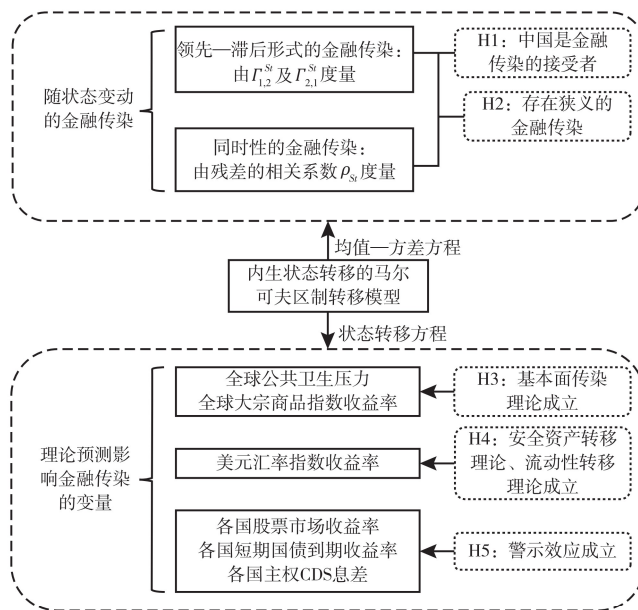 随状态变动
的金融传染
领先—滞后形式的金融传染：
由Γ_{1,2}^{St}及Γ_{2,1}^{St}度量
同时性的金融传染：
由残差的相关系数ρ_{St}度量
H1：中国是金融
传染的接受者
H2：存在狭义的
金融传染
均值—方差方程
内生状态转移的马尔
可夫区制转移模型
状态转移方程
理论预测影
响金融传染
的变量
全球公共卫生压力
全球大宗商品指数收益率
H3：基本面传染
理论成立
美元汇率指数收益率
H4：安全资产转移
理论、流动性转移
理论成立
各国股票市场收益率
各国短期国债到期收益率
各国主权CDS息差
H5：警示效应成立